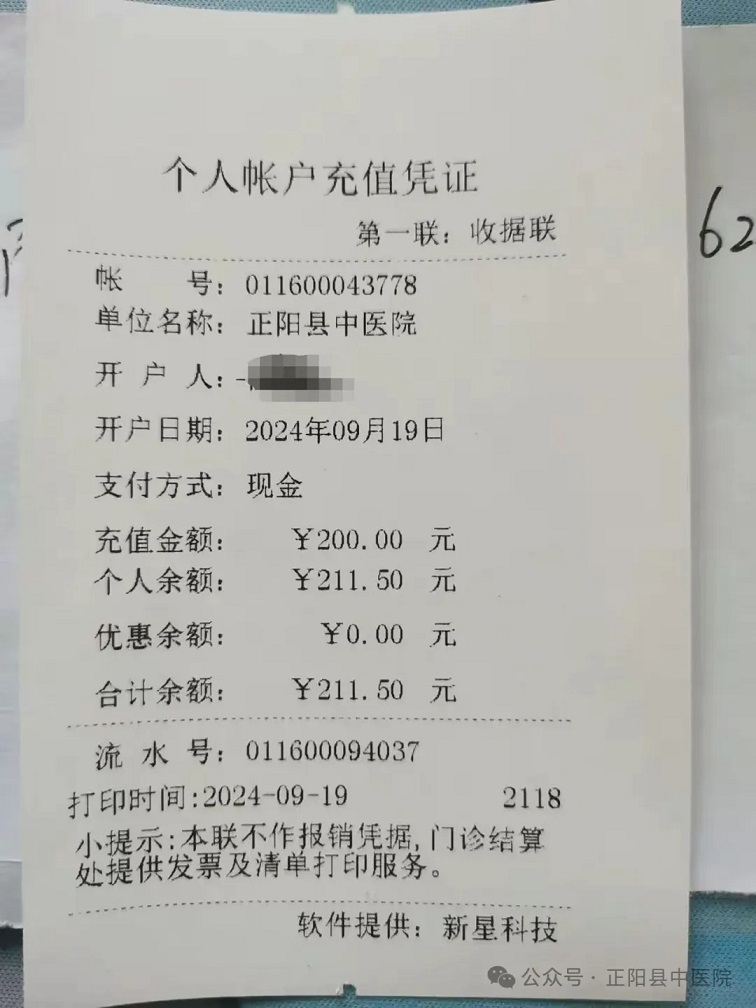 个人帐户充值凭证
第一联：收据联
帐 号：011600043778
单位名称：正阳县中医院
开 户 人：
开户日期：2024年09月19日
支付方式：现金
充值金额： ￥200.00 元
个人余额： ￥211.50 元
优惠余额： ￥0.00 元
合计余额： ￥211.50 元
流 水 号：011600094037
打印时间:2024-09-19 2118
小提示:本联不作报销凭据,门诊结算
处提供发票及清单打印服务。
软件提供：新星科技
62
公众号·正阳县中医院